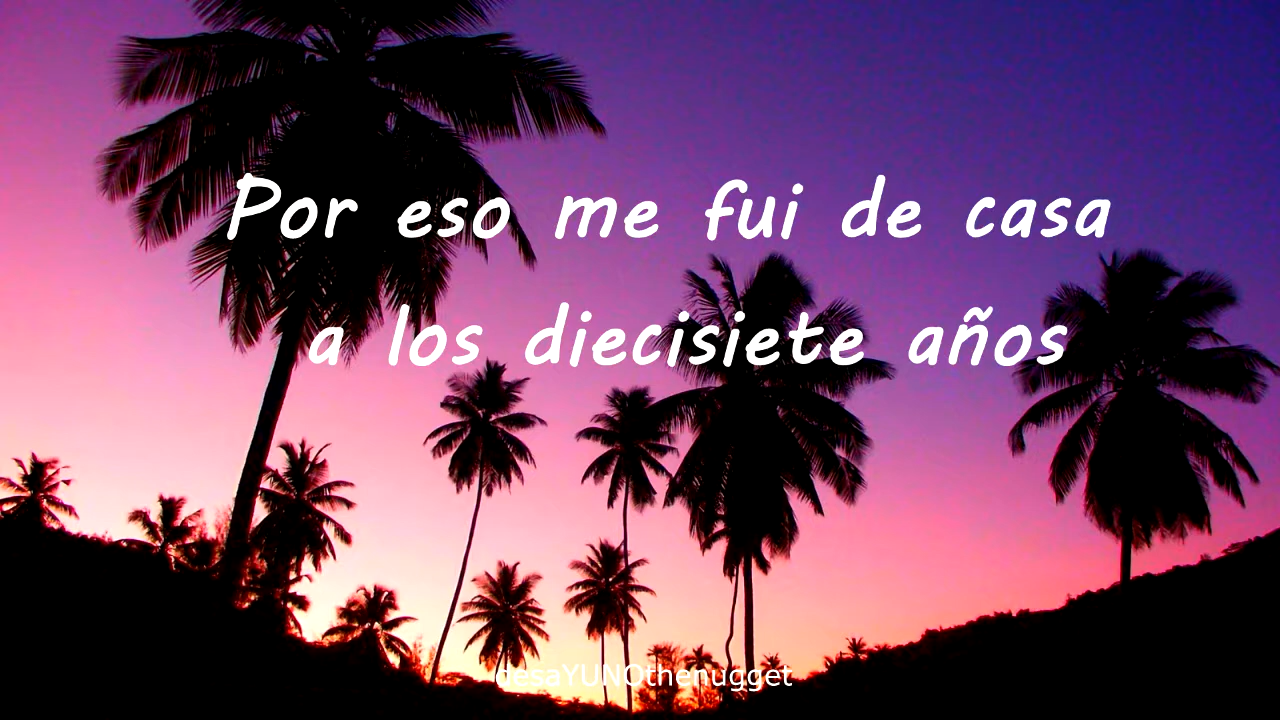 Por eso me fui de casa
a los diecisiete años
desaYUNOthenugget